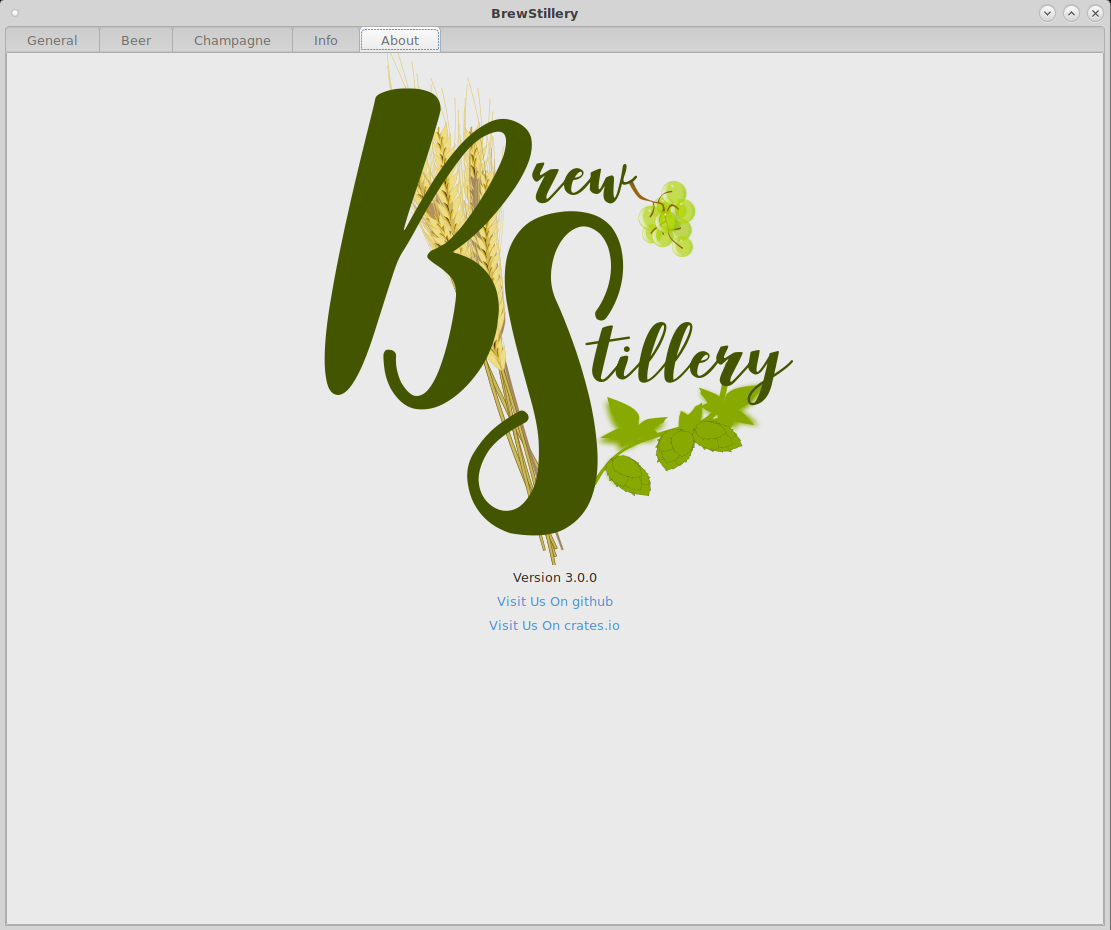 BrewStillery
General Beer Champagne Info About
Brew
Stillery
Version 3.0.0
Visit Us On github
Visit Us On crates.io